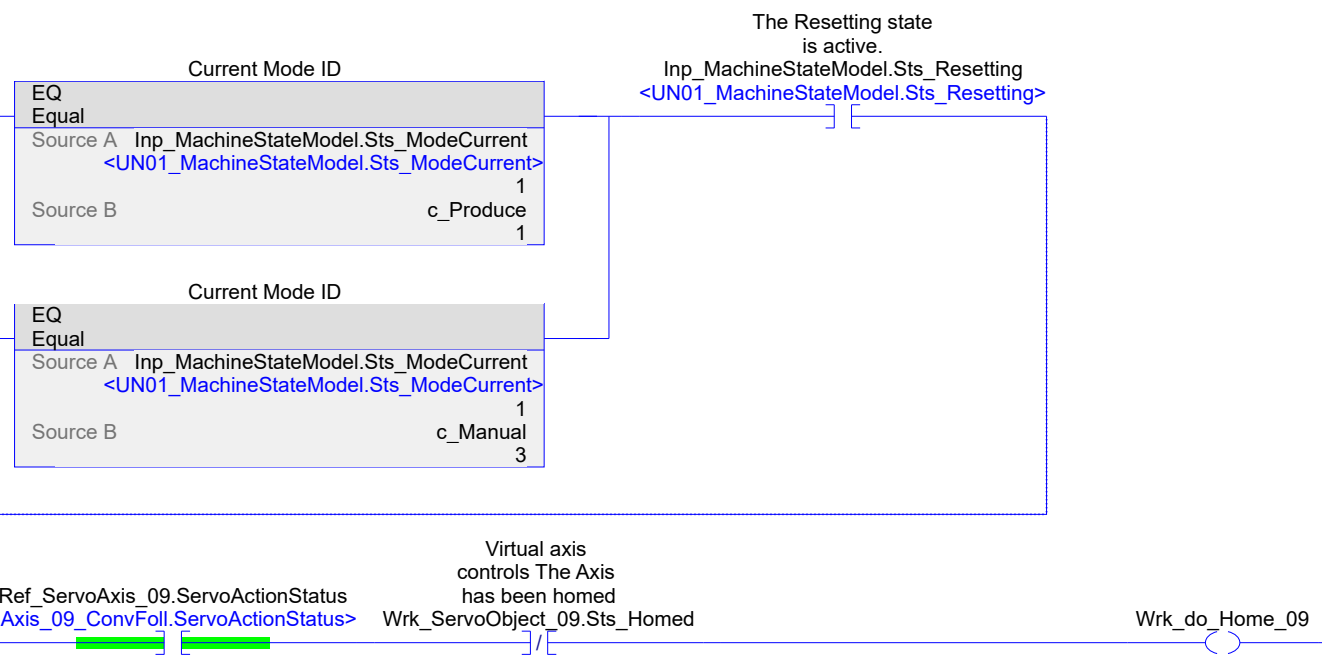 The Resetting state
is active.
Current Mode ID
Inp_MachineStateModel.Sts_Resetting
<UN01_MachineStateModel.Sts_Resetting>
EQ
Equal
Source A Inp_MachineStateModel.Sts_ModeCurrent
<UN01_MachineStateModel.Sts_ModeCurrent>
1
Source B c_Produce
1
Current Mode ID
EQ
Equal
Source A Inp_MachineStateModel.Sts_ModeCurrent
<UN01_MachineStateModel.Sts_ModeCurrent>
1
Source B c_Manual
3
Virtual axis
controls The Axis
has been homed
Ref_ServoAxis_09.ServoActionStatus
Axis_09_ConvFoll.ServoActionStatus>
Wrk_ServoObject_09.Sts_Homed
Wrk_do_Home_09
/